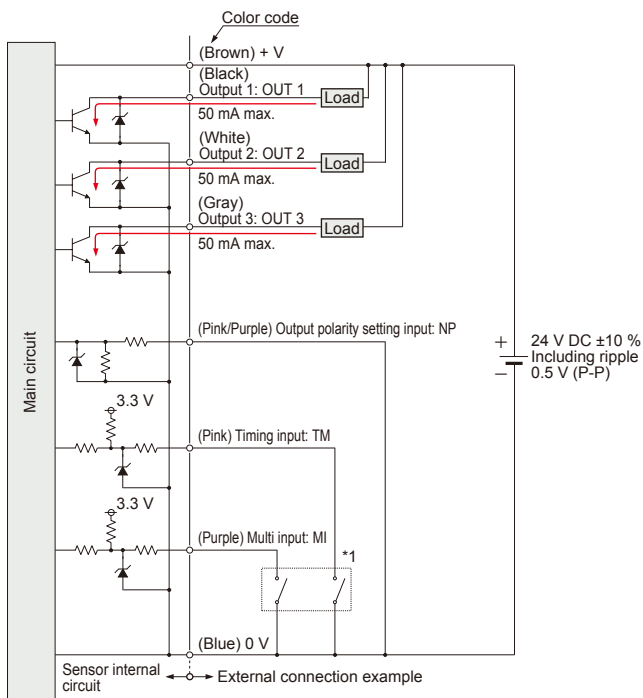 Color code
(Brown) + V
(Black)
Output 1: OUT 1
Load
50 mA max.
(White)
Output 2: OUT 2
Load
50 mA max.
(Gray)
Output 3: OUT 3
Load
50 mA max.
Main circuit
(Pink/Purple) Output polarity setting input: NP
+
24 V DC ±10 %
Including ripple
−
0.5 V (P-P)
3.3 V
(Pink) Timing input: TM
3.3 V
(Purple) Multi input: MI
*1
(Blue) 0 V
Sensor internal
circuit
External connection example